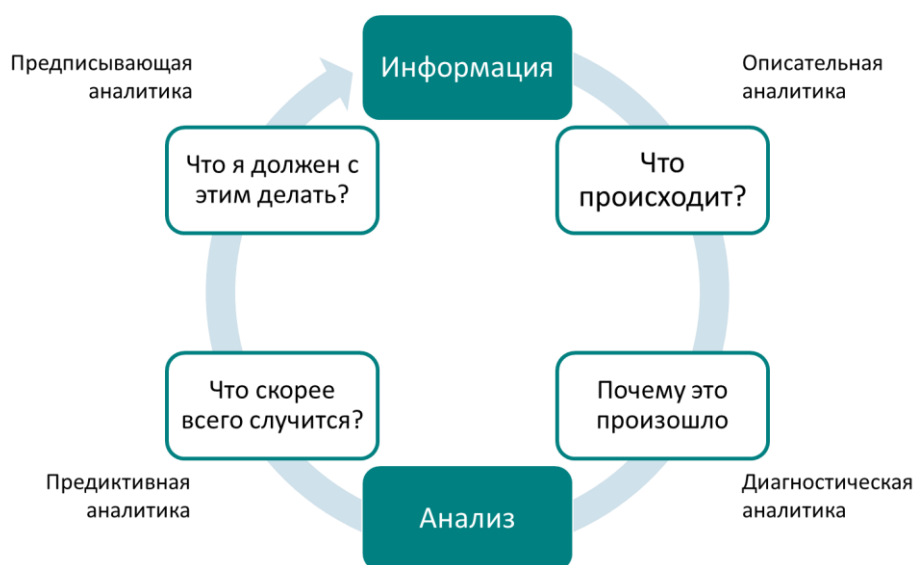 Информация
Предписывающая
аналитика
Описательная
аналитика
Что я должен с
этим делать?
Что
происходит?
Что скорее
всего случится?
Почему это
произошло
Предиктивная
аналитика
Анализ
Диагностическая
аналитика